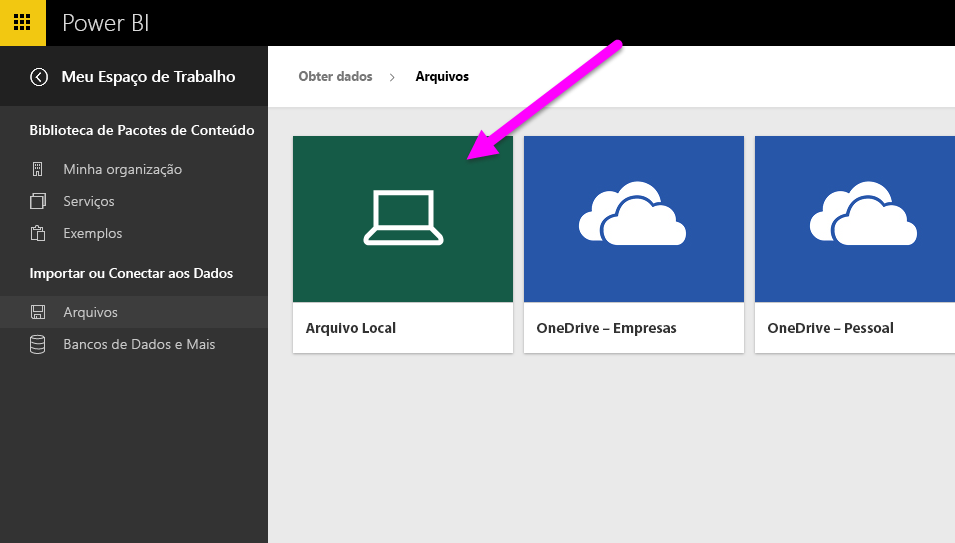 Power BI
Meu Espaço de Trabalho
Biblioteca de Pacotes de Conteúdo
Minha organização
Serviços
Exemplos
Importar ou Conectar aos Dados
Arquivos
Bancos de Dados e Mais
Obter dados > Arquivos
Arquivo Local
OneDrive – Empresas
OneDrive – Pessoal